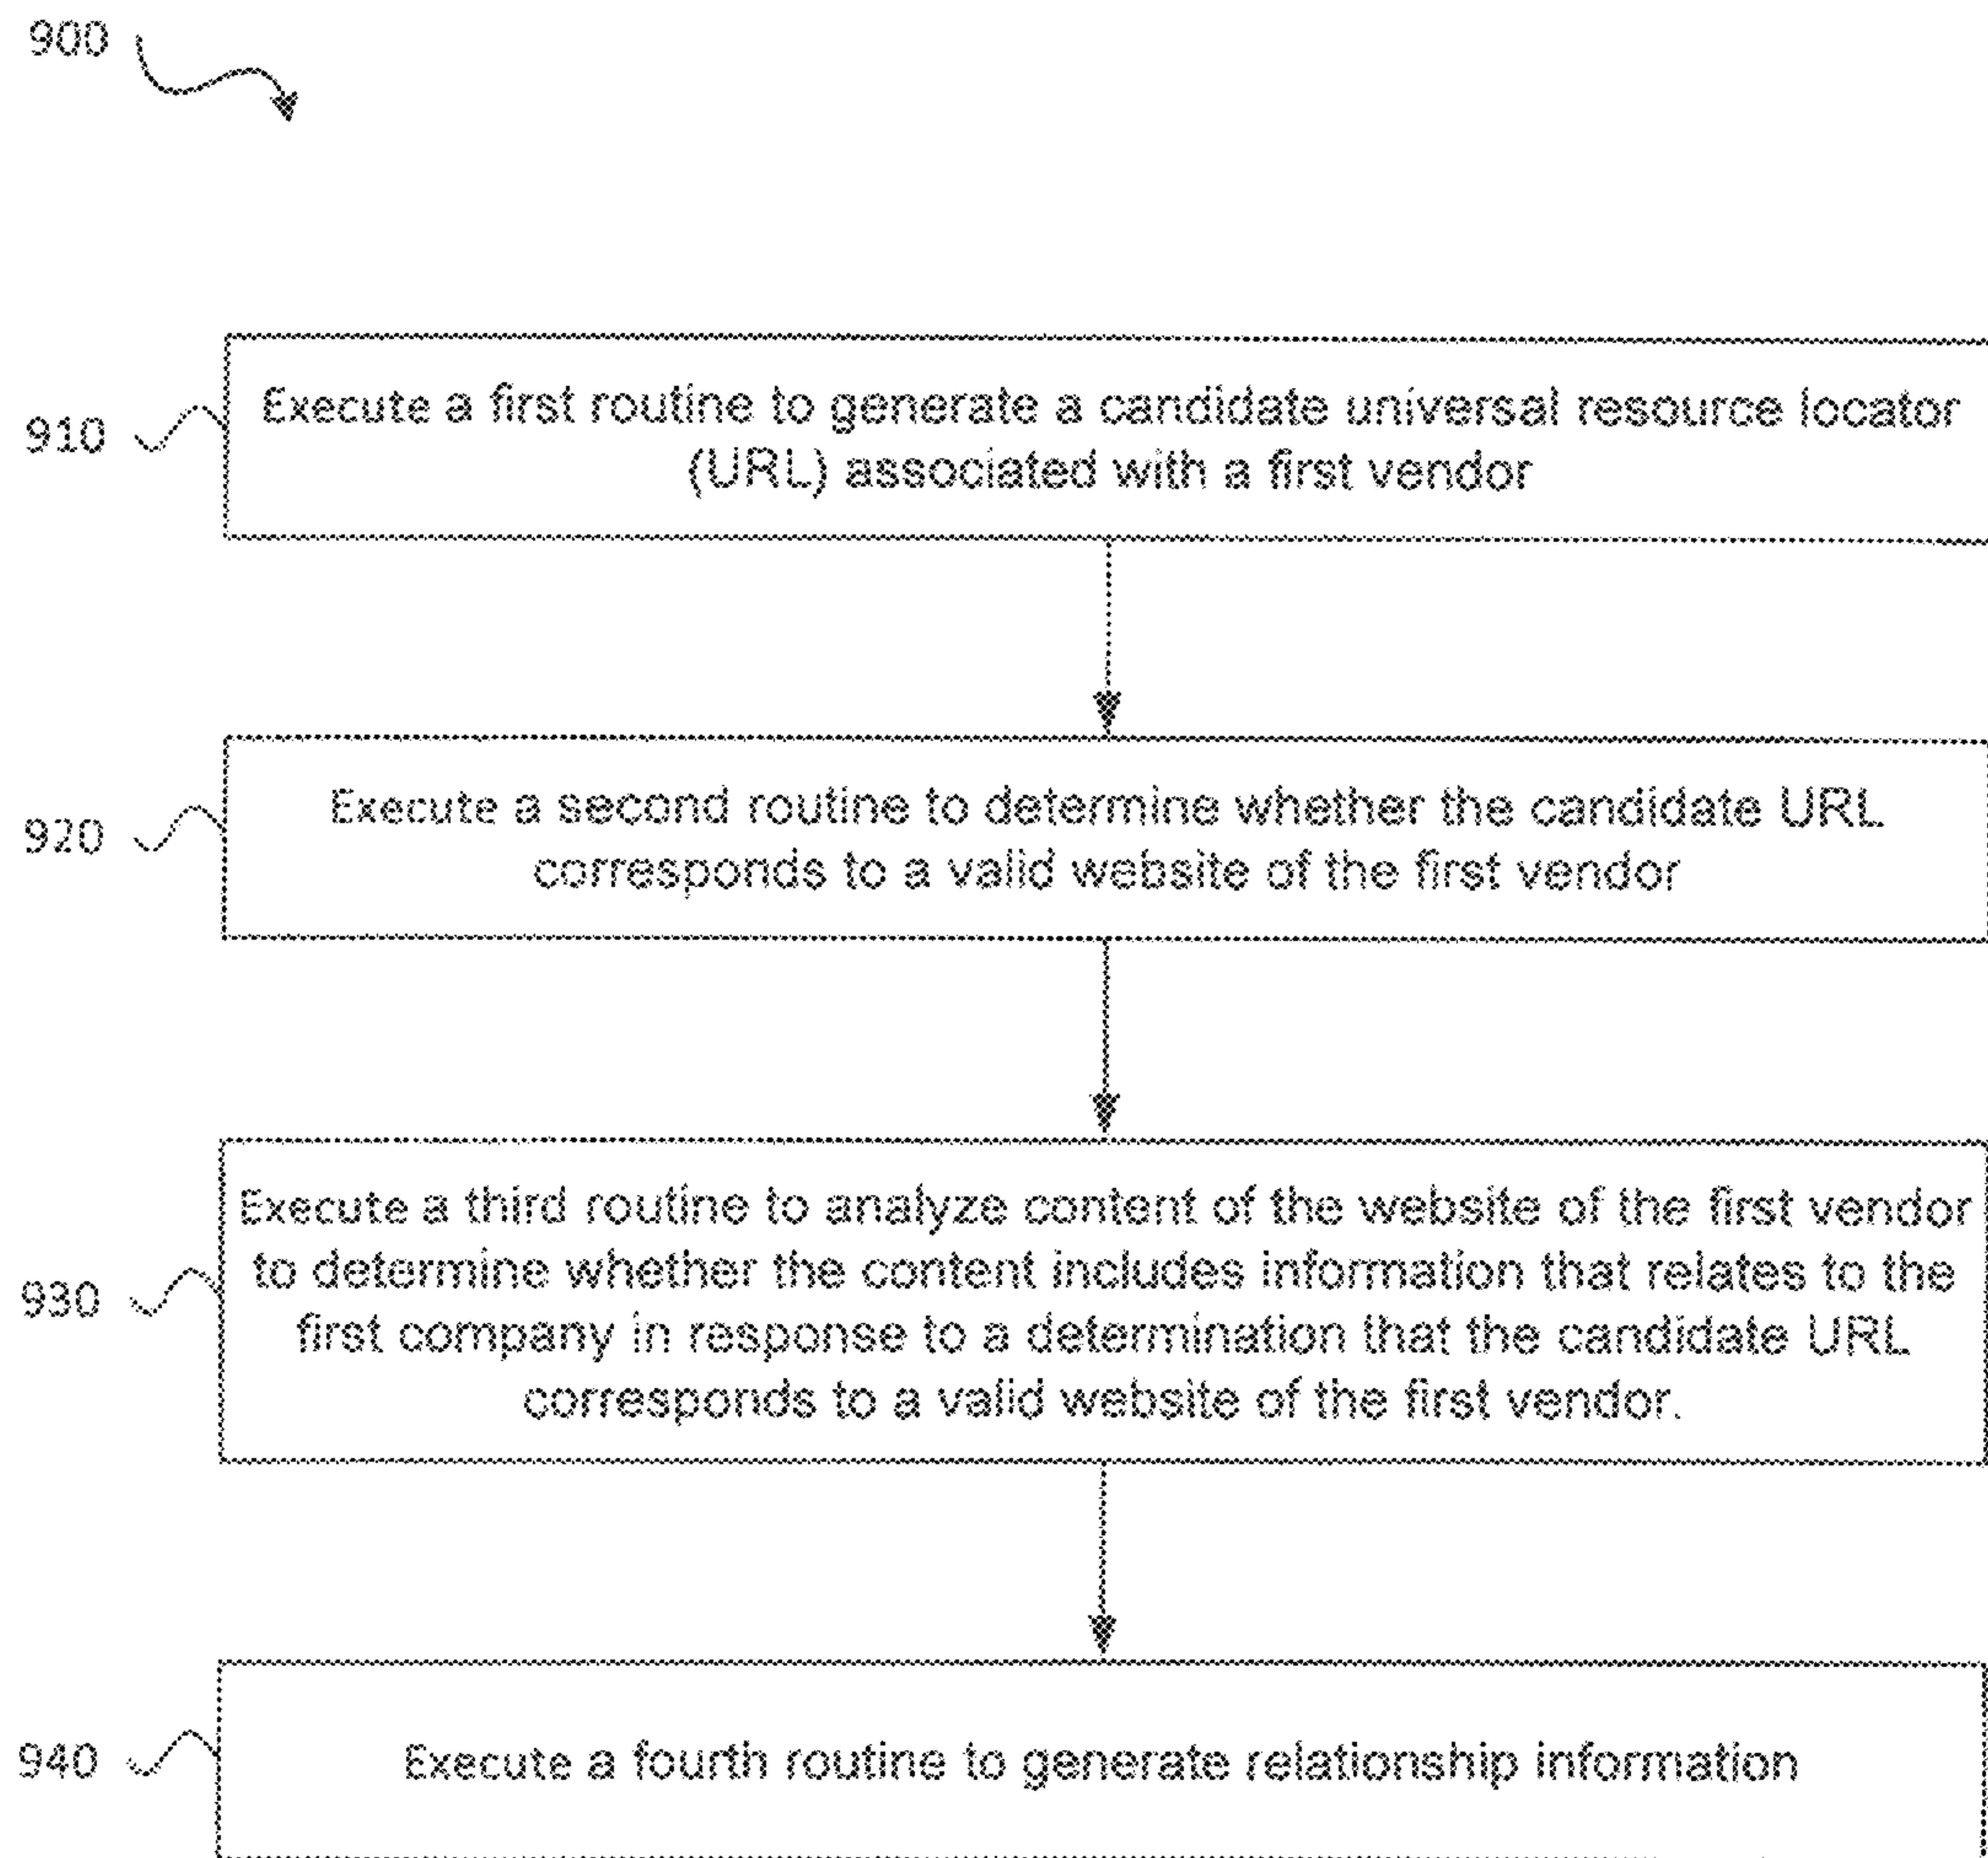 900
910
Execute a first routine to generate a candidate universal resource locator
(URL) associated with a first vendor
920
Execute a second routine to determine whether the candidate URL
corresponds to a valid website of the first vendor
930
Execute a third routine to analyze content of the website of the first vendor
to determine whether the content includes information that relates to the
first company in response to a determination that the candidate URL
corresponds to a valid website of the first vendor.
940
Execute a fourth routine to generate relationship information